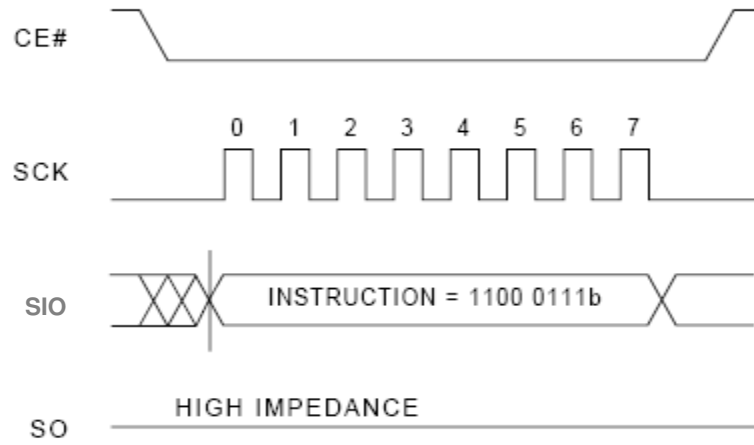 CE#
0 1 2 3 4 5 6 7
SCK
SIO INSTRUCTION = 1100 0111b
HIGH IMPEDANCE
SO